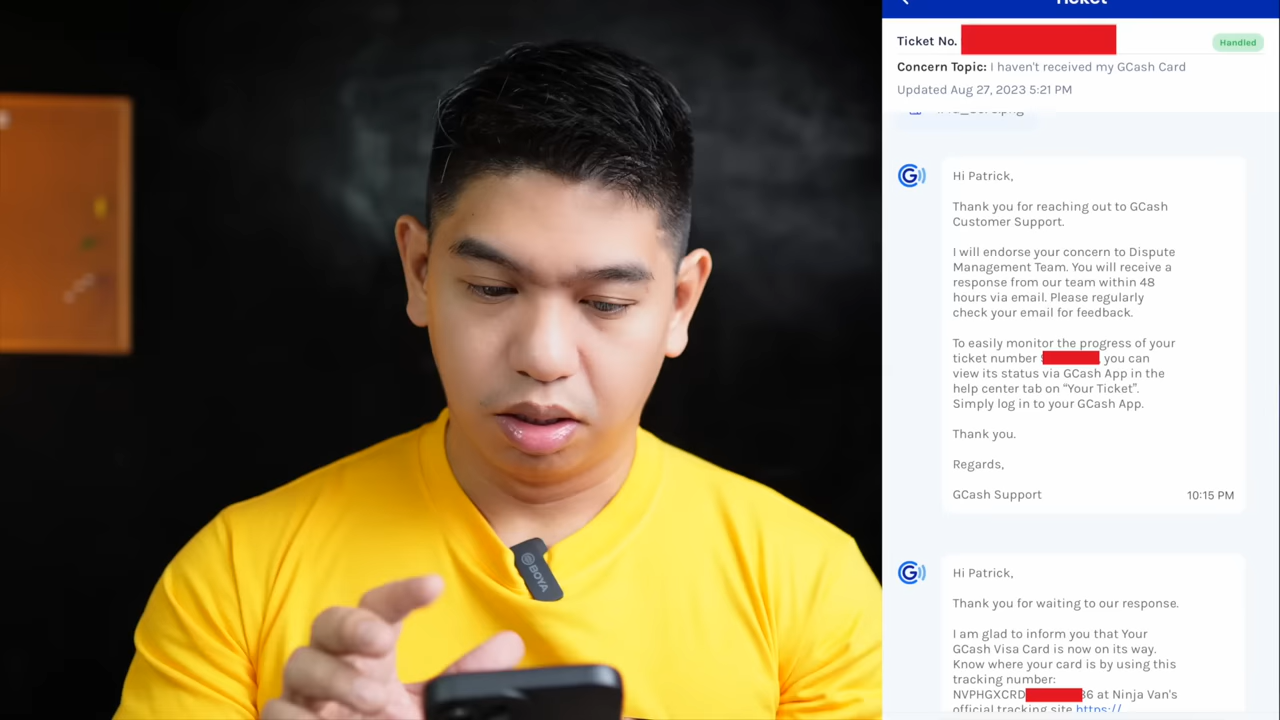 Ticket
Ticket No.
Handled
Concern Topic: I haven't received my GCash Card
Updated Aug 27, 2023 5:21 PM
Hi Patrick,
Thank you for reaching out to GCash
Customer Support.
I will endorse your concern to Dispute
Management Team. You will receive a
response from our team within 48
hours via email. Please regularly
check your email for feedback.
To easily monitor the progress of your
ticket number you can
view its status via GCash App in the
help center tab on “Your Ticket”.
Simply log in to your GCash App.
Thank you.
Regards,
GCash Support
10:15 PM
Hi Patrick,
Thank you for waiting to our response.
I am glad to inform you that Your
GCash Visa Card is now on its way.
Know where your card is by using this
tracking number:
NVPHGXCRD 36 at Ninja Van's
official tracking site https://
BOYA